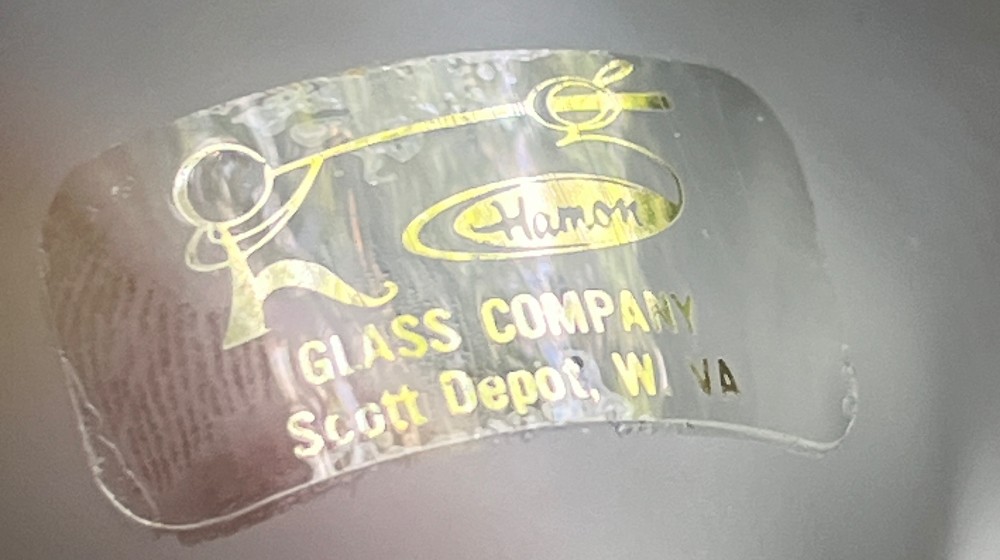 Hamon
GLASS COMPANY
Scott Depot, W. VA